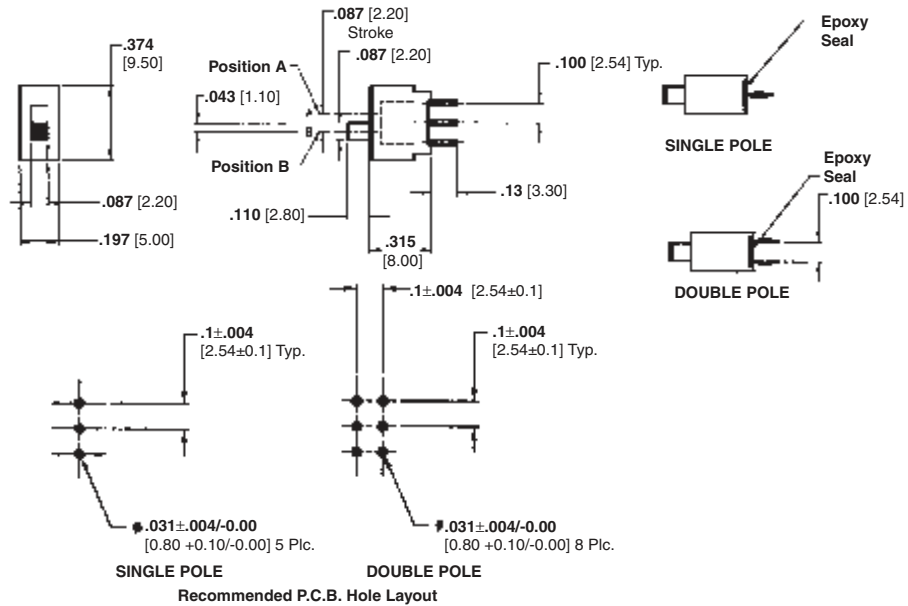 .374
[9.50]
.087 [2.20]
.197 [5.00]
.087 [2.20]
Stroke
.087 [2.20]
Position A
.043 [1.10]
A
B
Position B
.110 [2.80]
.315
[8.00]
.13 [3.30]
.100 [2.54] Typ.
Epoxy
Seal
SINGLE POLE
Epoxy
Seal
.100 [2.54]
DOUBLE POLE
.1±.004
[2.54±0.1] Typ.
.031±.004/-0.00
[0.80 +0.10/-0.00] 5 Plc.
SINGLE POLE
.1±.004 [2.54±0.1]
.1±.004
[2.54±0.1] Typ.
.031±.004/-0.00
[0.80 +0.10/-0.00] 8 Plc.
DOUBLE POLE
Recommended P.C.B. Hole Layout